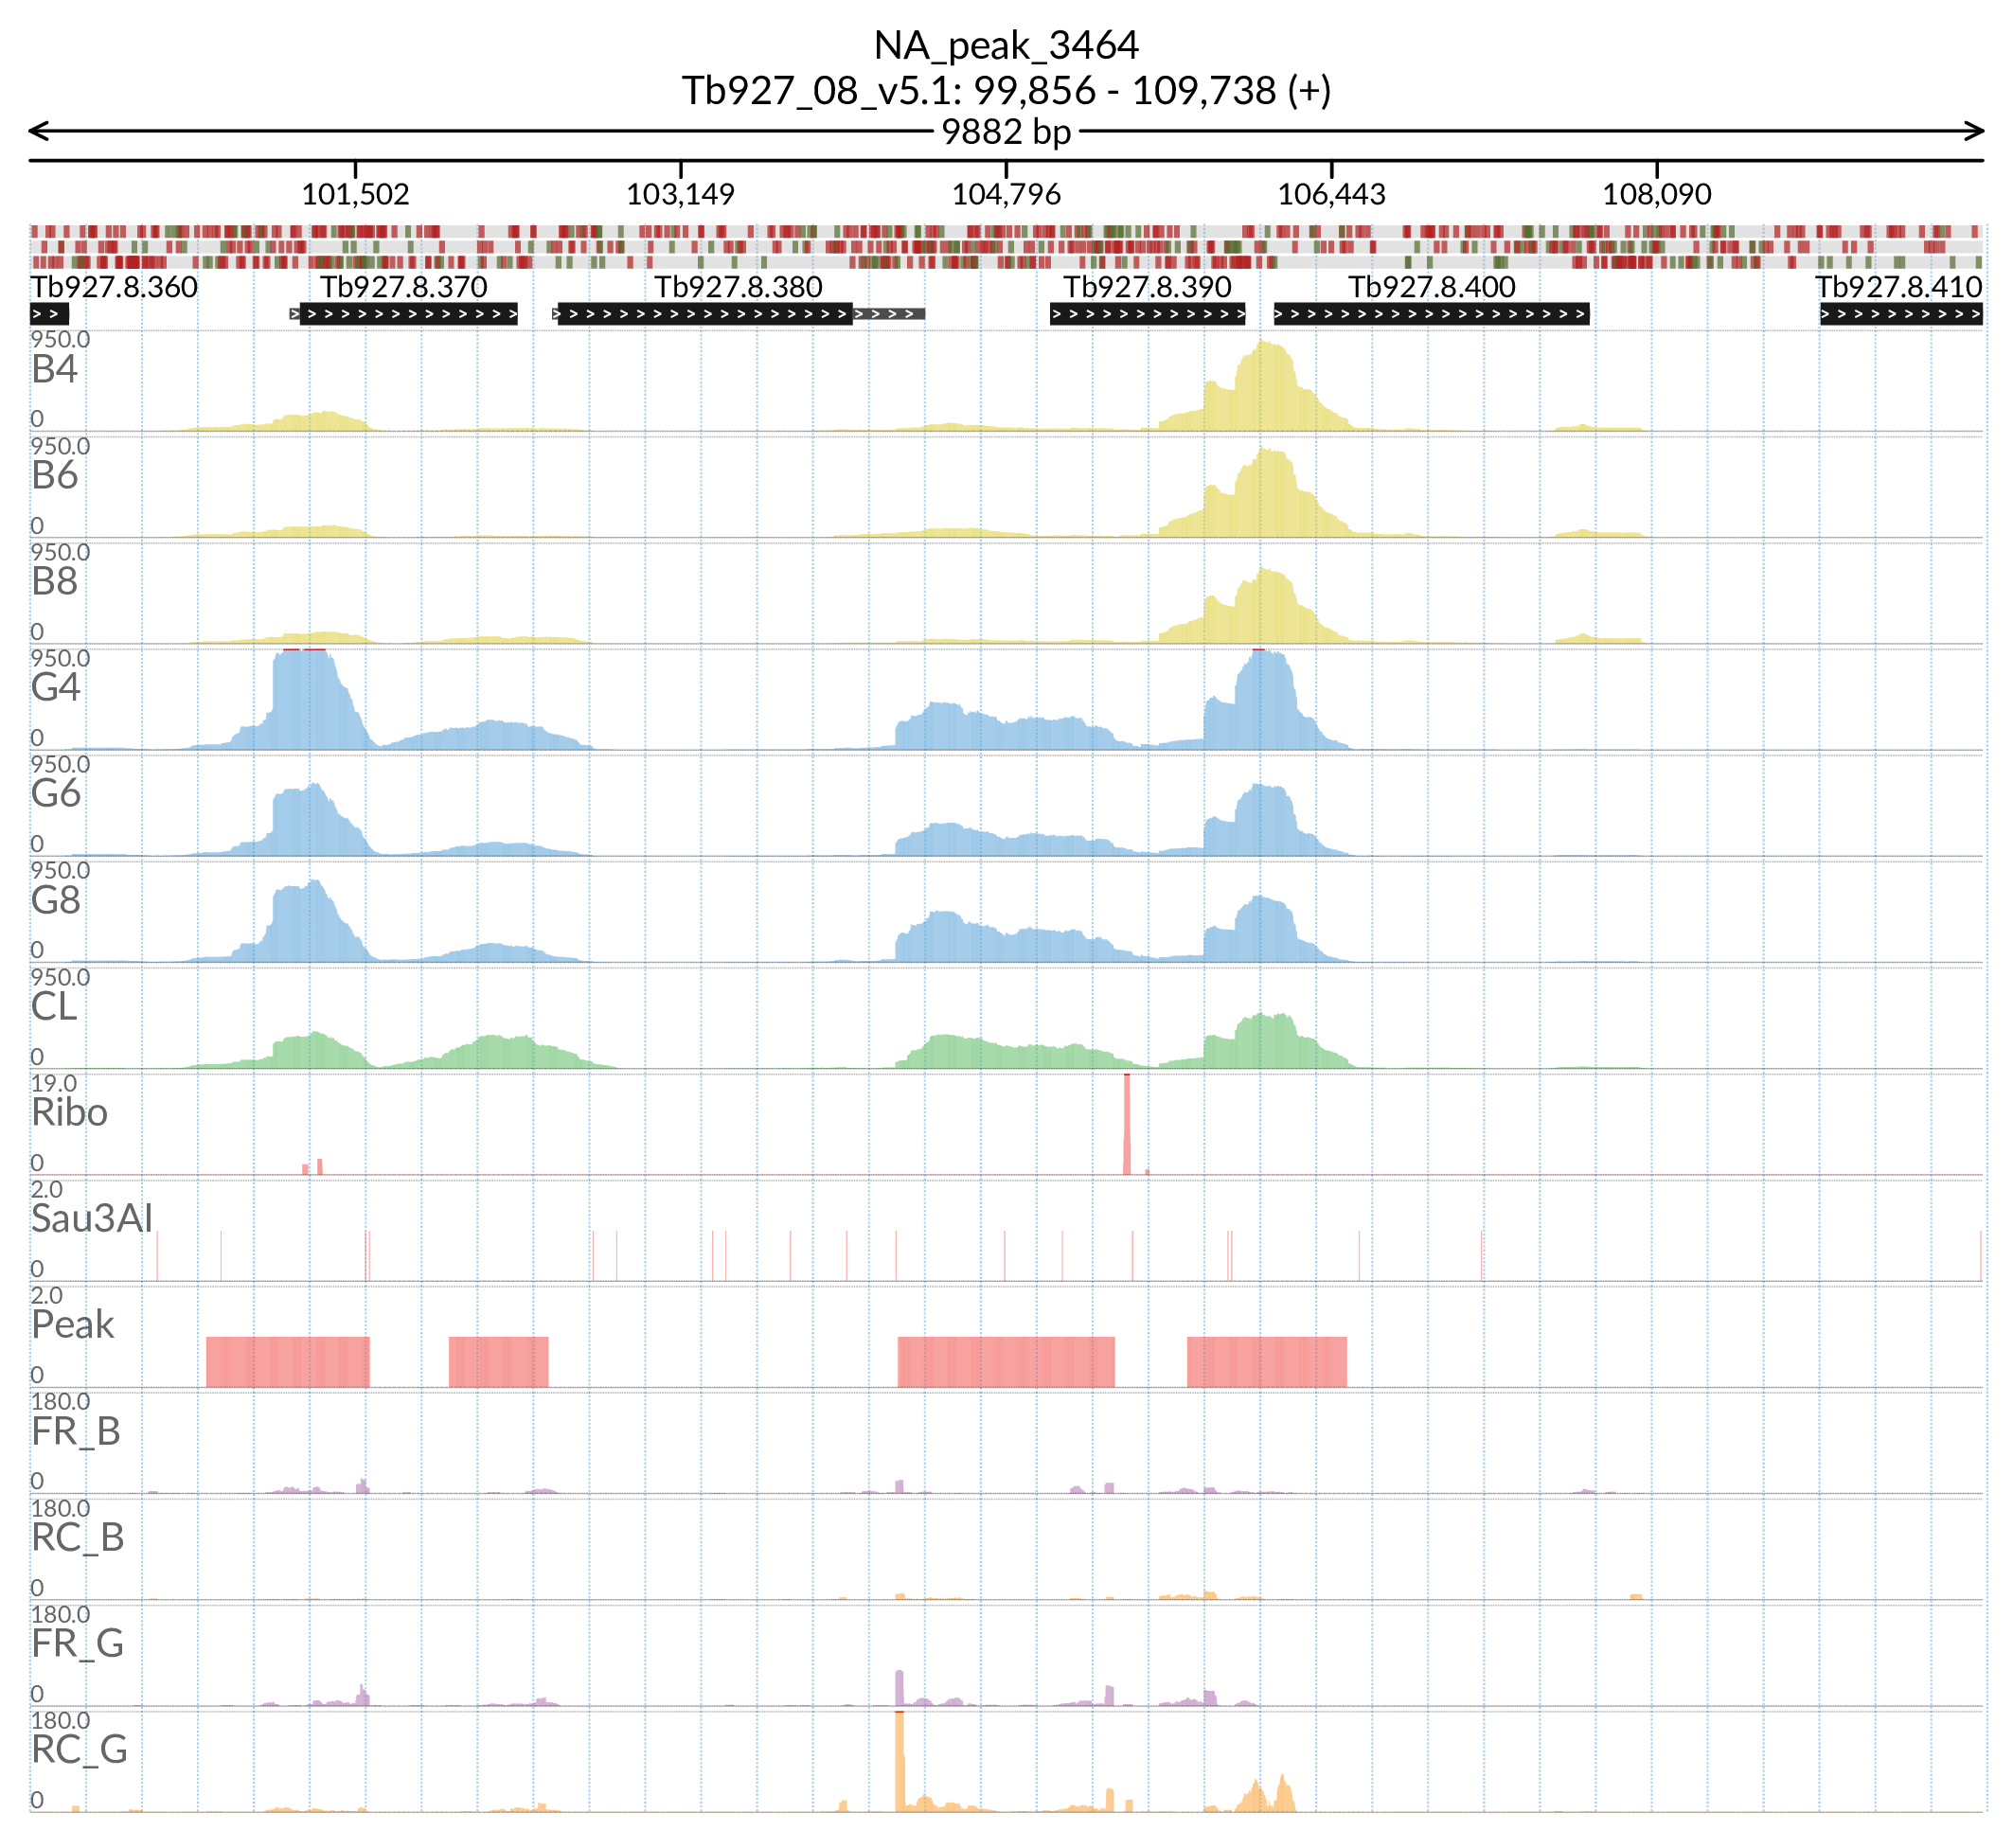 NA_peak_3464
Tb927_08_v5.1: 99,856 - 109,738 (+)
9882 bp
101,502 103,149 104,796 106,443 108,090
Tb927.8.360 Tb927.8.370 Tb927.8.380 Tb927.8.390 Tb927.8.400 Tb927.8.410
950.0
B4
0
950.0
B6
0
950.0
B8
0
950.0
G4
0
950.0
G6
0
950.0
G8
0
950.0
CL
0
19.0
Ribo
0
2.0
Sau3AI
0
2.0
Peak
0
180.0
FR_B
0
180.0
RC_B
0
180.0
FR_G
0
180.0
RC_G
0